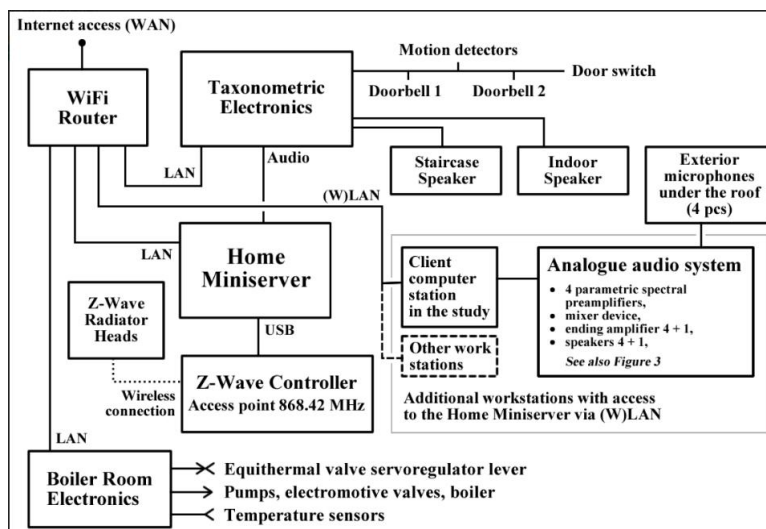 Internet access (WAN)
WiFi
Router
Taxonometric
Electronics
Motion detectors
Door switch
Doorbell 1
Doorbell 2
LAN
Audio
Staircase
Speaker
Indoor
Speaker
Exterior
microphones
under the roof
(4 pcs)
(W)LAN
LAN
Home
Miniserver
Client
computer
station
in the study
Analogue audio system
• 4 parametric spectral
preamplifiers,
• mixer device,
• ending amplifier 4 + 1,
• speakers 4 + 1,
See also Figure 3
Z-Wave
Radiator
Heads
USB
Other work
stations
Wireless
connection
Z-Wave Controller
Access point 868.42 MHz
Additional workstations with access
to the Home Miniserver via (W)LAN
LAN
Boiler Room
Electronics
Equithermal valve servoregulator lever
Pumps, electromotive valves, boiler
Temperature sensors